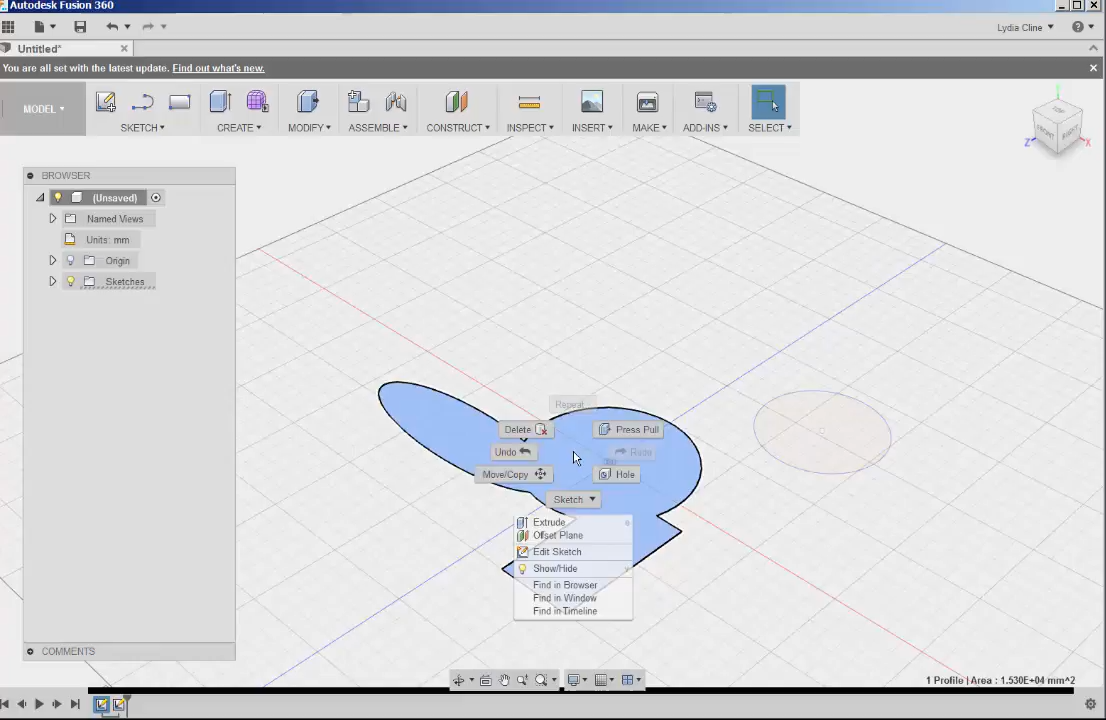 Autodesk Fusion 360
Lydia Cline
Untitled*
You are all set with the latest update. Find out what's new.
MODEL
SKETCH
CREATE
MODIFY
ASSEMBLE
CONSTRUCT
INSPECT
INSERT
MAKE
ADD-INS
SELECT
TOP
FRONT
RIGHT
Z
X
BROWSER
(Unsaved)
Named Views
Units: mm
Origin
Sketches
Repeat
Delete
Press Pull
Undo
Redo
Move/Copy
Hole
Sketch
Extrude
Offset Plane
Edit Sketch
Show/Hide
Find in Browser
Find in Window
Find in Timeline
COMMENTS
1 Profile | Area : 1.530E+04 mm^2